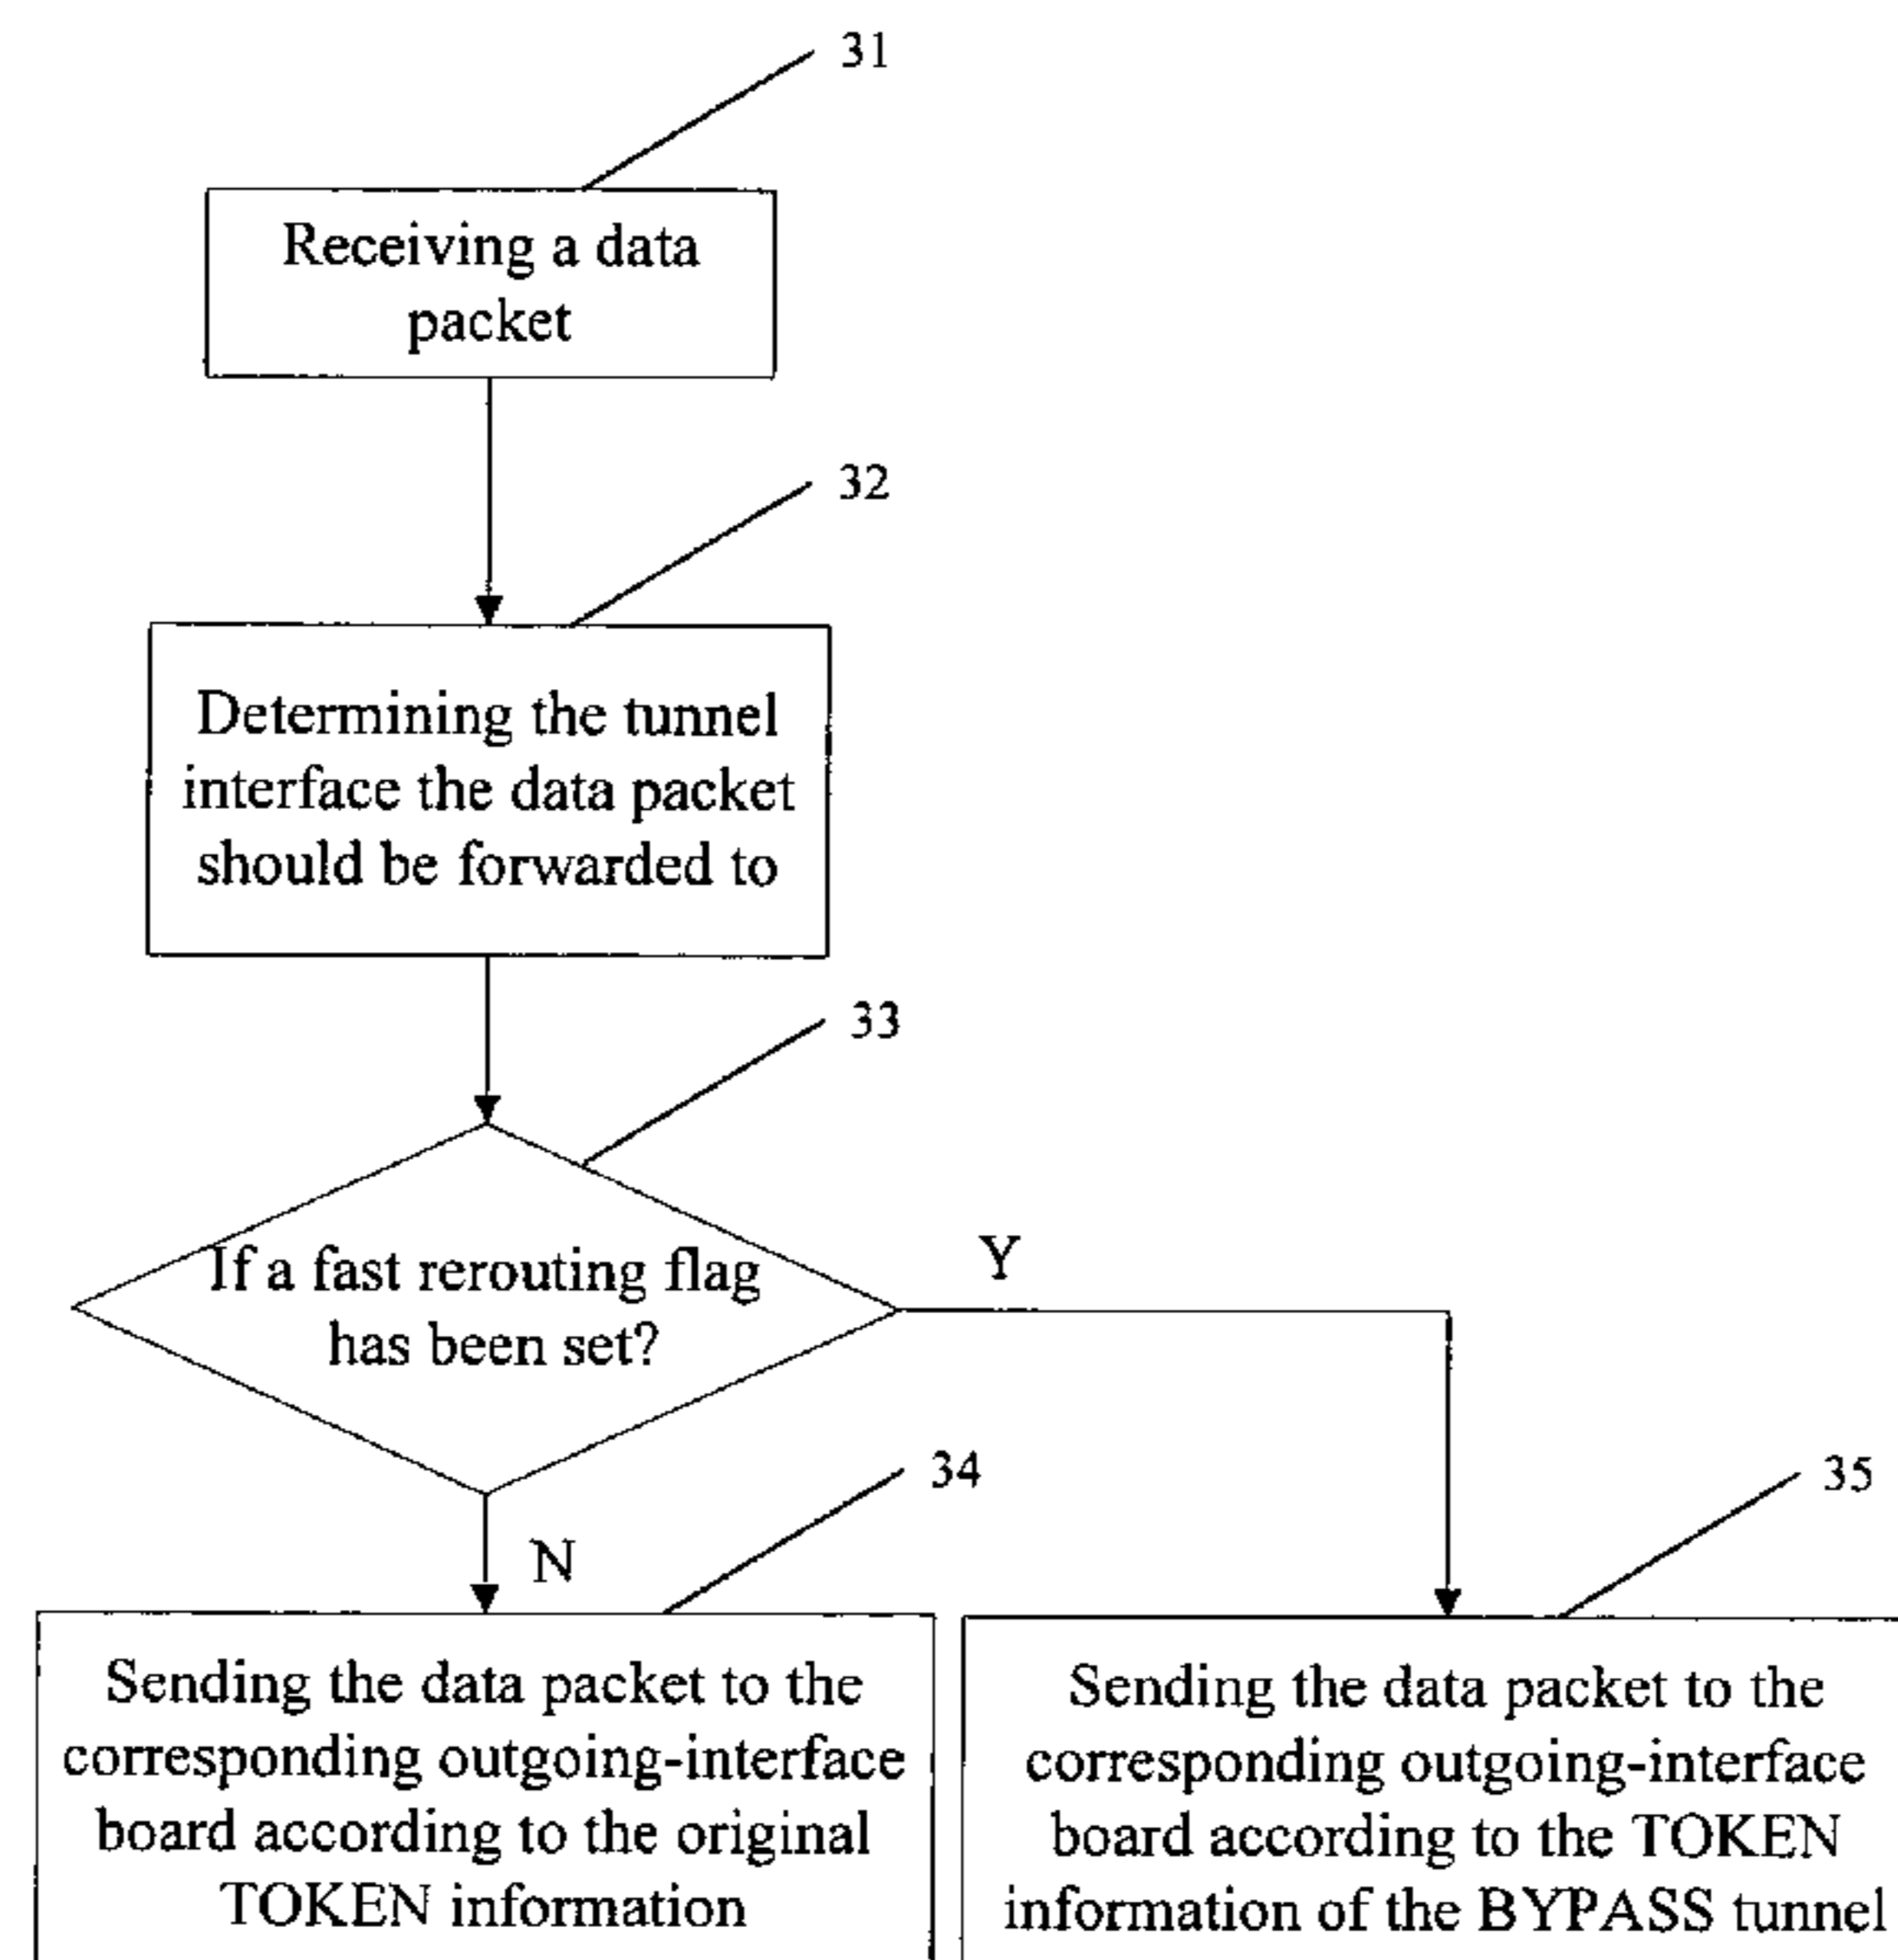 31
Receiving a data
packet
32
Determining the tunnel
interface the data packet
should be forwarded to
33
If a fast rerouting flag
has been set?
Y
N
34
Sending the data packet to the
corresponding outgoing-interface
board according to the original
TOKEN information
35
Sending the data packet to the
corresponding outgoing-interface
board according to the TOKEN
information of the BYPASS tunnel